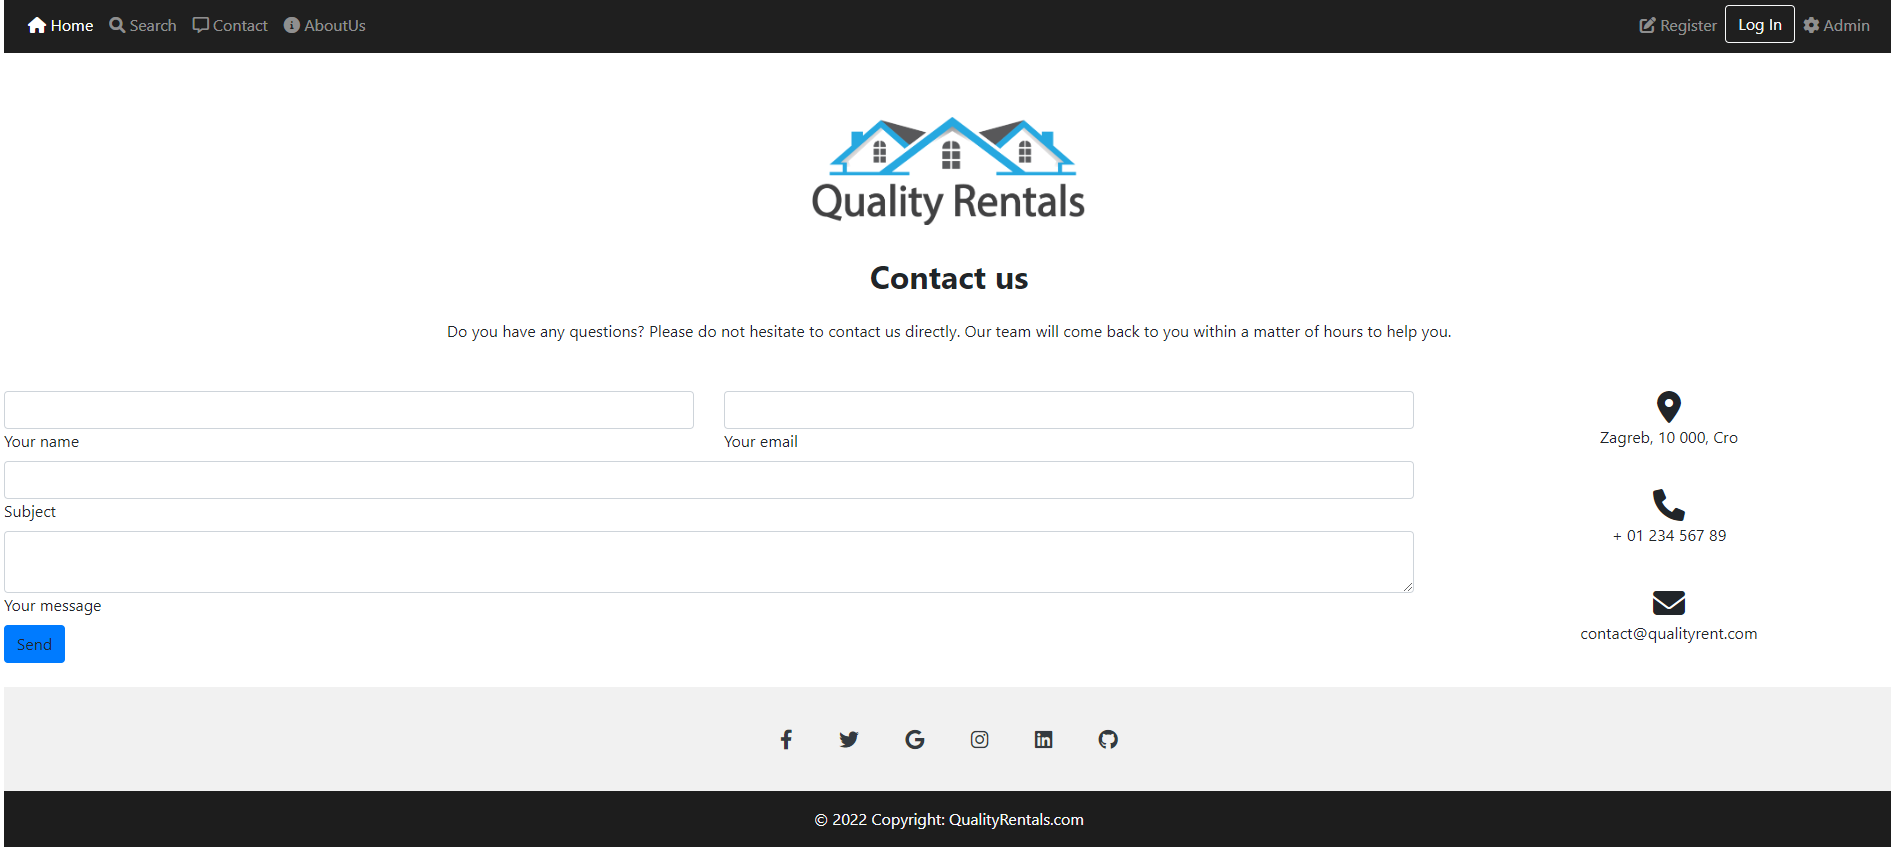 Home Search Contact AboutUs Register Log In Admin
Quality Rentals
Contact us
Do you have any questions? Please do not hesitate to contact us directly. Our team will come back to you within a matter of hours to help you.
Your name
Your email
Subject
Your message
Send
Zagreb, 10 000, Cro
+ 01 234 567 89
contact@qualityrent.com
© 2022 Copyright: QualityRentals.com